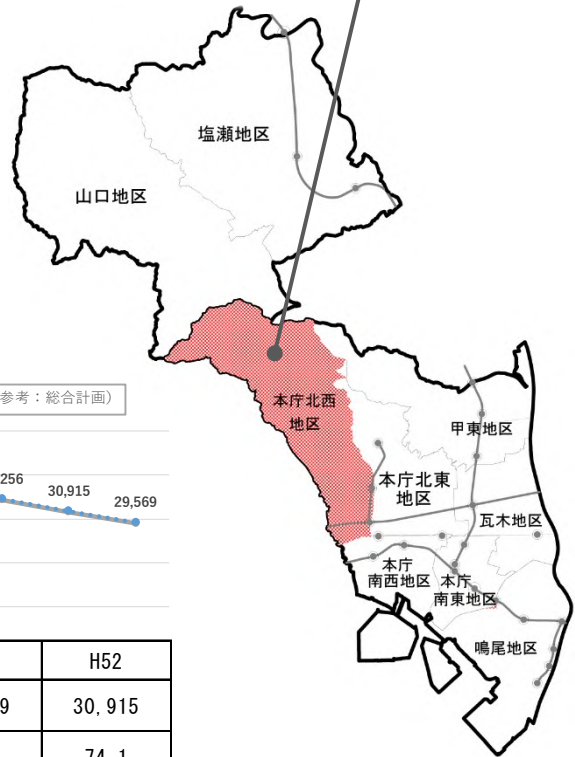 塩瀬地区
山口地区
参考：総合計画）
本庁北西
地区
甲東地区
本庁北東
地区
256
30,915
29,569
瓦木地区
本庁
南西地区
本庁
南東地区
鳴尾地区
H52
9
30,915
74.1